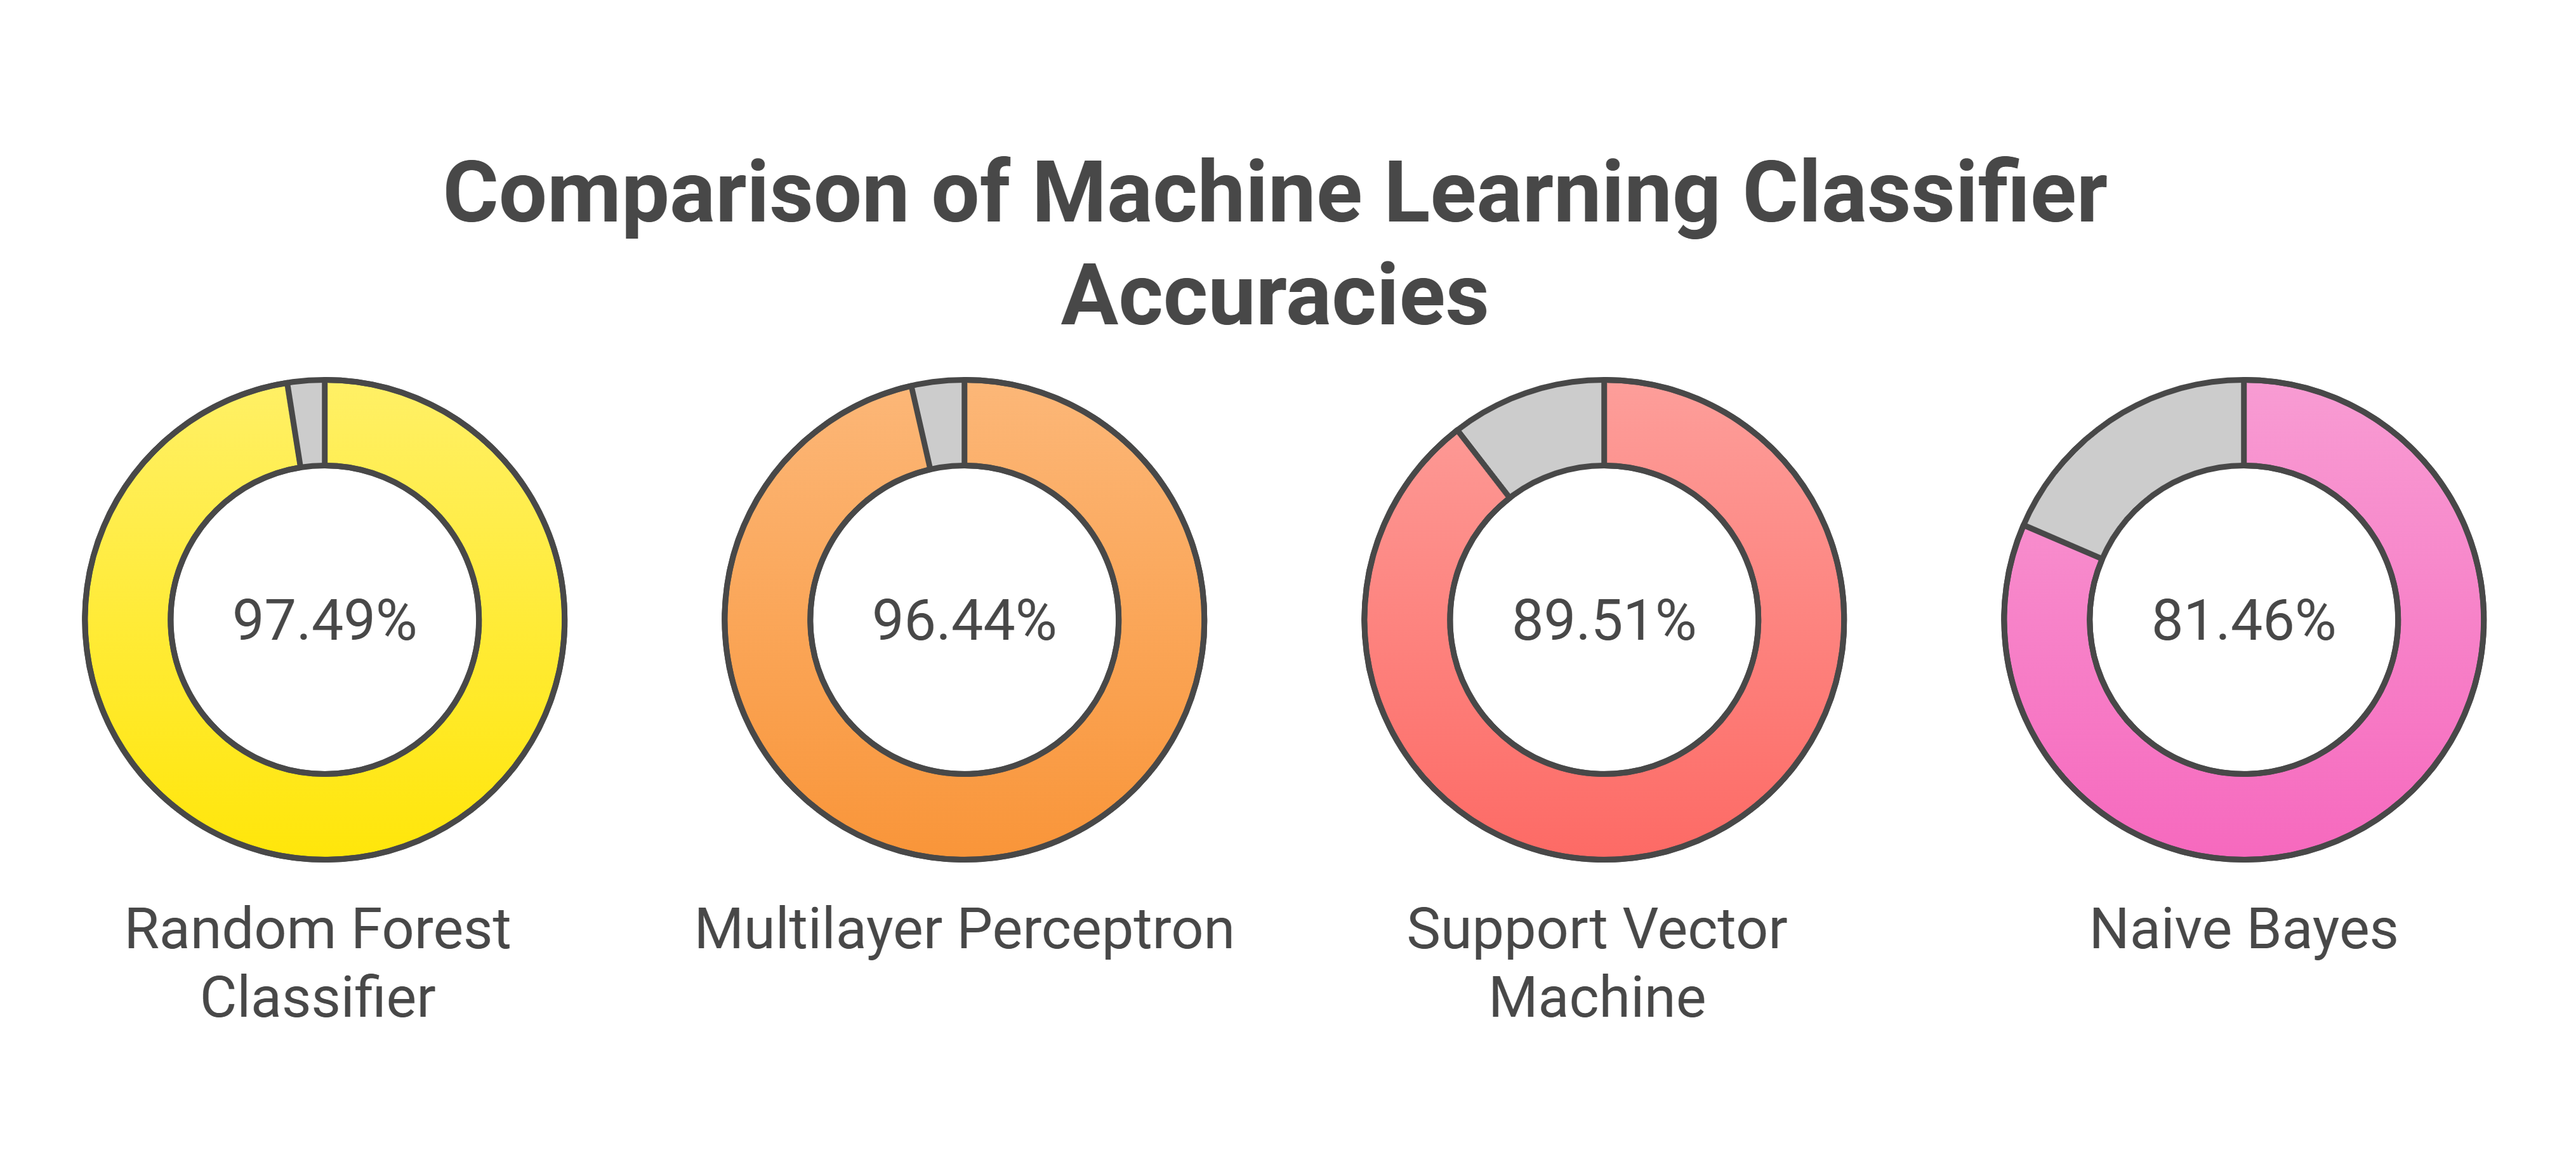 Comparison of Machine Learning Classifier
Accuracies
97.49%
96.44%
89.51%
81.46%
Random Forest
Classifier
Multilayer Perceptron
Support Vector
Machine
Naive Bayes